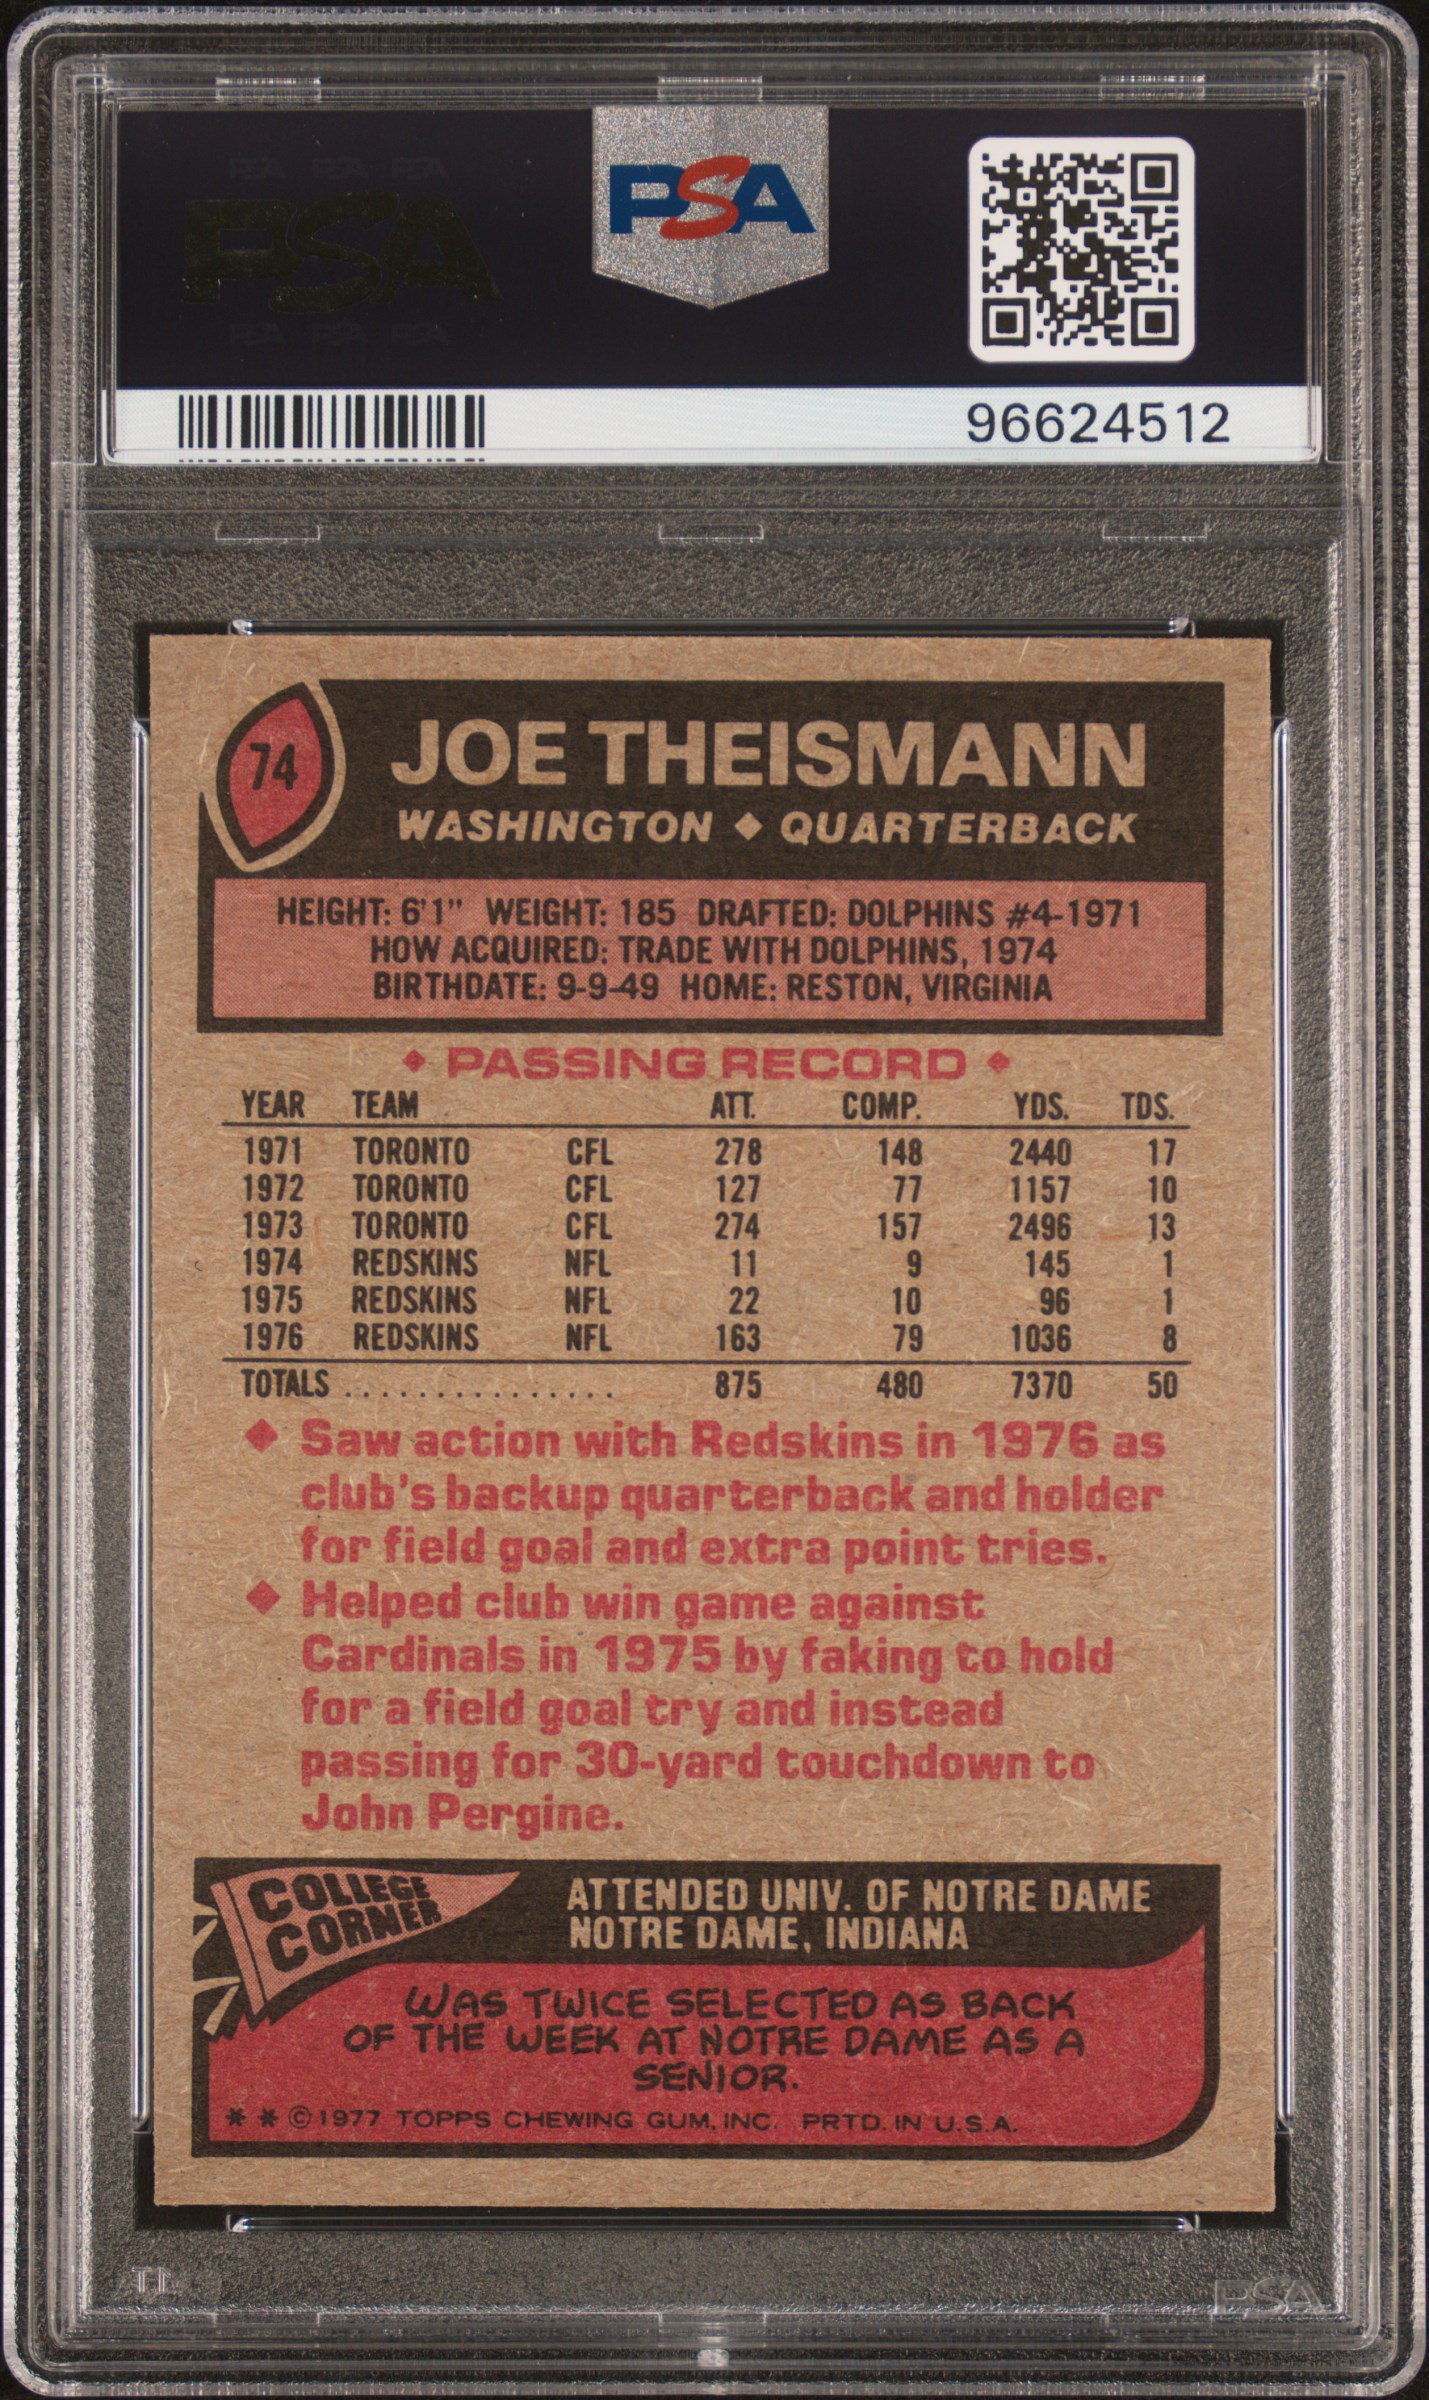 PSA PSA PSA
PSA
PSA PSA PSA
PSA
96624512
74
JOE THEISMANN
WASHINGTON ◆ QUARTERBACK
HEIGHT: 6'1" WEIGHT: 185 DRAFTED: DOLPHINS #4-1971
HOW ACQUIRED: TRADE WITH DOLPHINS, 1974
BIRTHDATE: 9-9-49 HOME: RESTON, VIRGINIA
◆ PASSING RECORD ◆
YEAR TEAM ATT. COMP. YDS. TDS.
1971 TORONTO CFL 278 148 2440 17
1972 TORONTO CFL 127 77 1157 10
1973 TORONTO CFL 274 157 2496 13
1974 REDSKINS NFL 11 9 145 1
1975 REDSKINS NFL 22 10 96 1
1976 REDSKINS NFL 163 79 1036 8
TOTALS ............... 875 480 7370 50
◆ Saw action with Redskins in 1976 as
club's backup quarterback and holder
for field goal and extra point tries.
◆ Helped club win game against
Cardinals in 1975 by faking to hold
for a field goal try and instead
passing for 30-yard touchdown to
John Pergine.
COLLEGE
CORNER
ATTENDED UNIV. OF NOTRE DAME
NOTRE DAME, INDIANA
WAS TWICE SELECTED AS BACK
OF THE WEEK AT NOTRE DAME AS A
SENIOR.
* * © 1977 TOPPS CHEWING GUM, INC. PRTD. IN U.S.A.
PSA